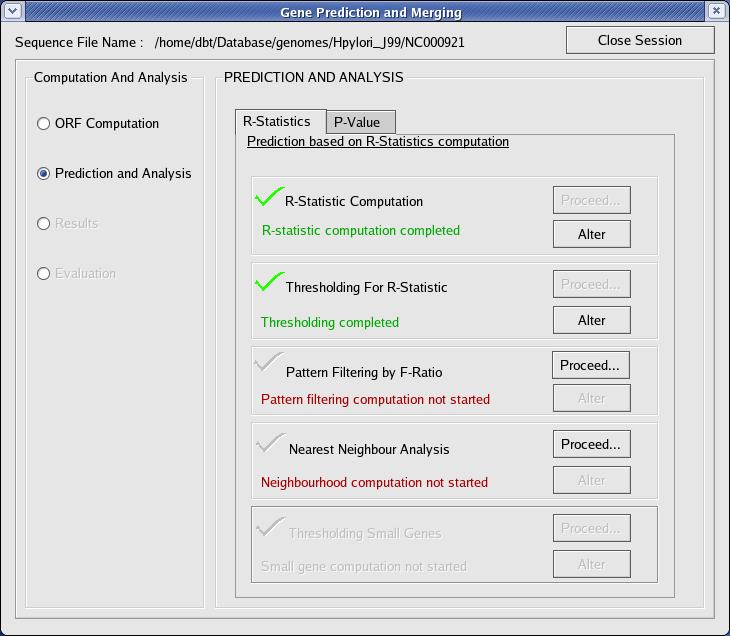 Gene Prediction and Merging
Sequence File Name : /home/dbt/Database/genomes/Hpylori_J99/NC000921
Close Session
Computation And Analysis
ORF Computation
Prediction and Analysis
Results
Evaluation
PREDICTION AND ANALYSIS
R-Statistics
P-Value
Prediction based on R-Statistics computation
R-Statistic Computation
Proceed...
R-statistic computation completed
Alter
Thresholding For R-Statistic
Proceed...
Thresholding completed
Alter
Pattern Filtering by F-Ratio
Proceed...
Pattern filtering computation not started
Alter
Nearest Neighbour Analysis
Proceed...
Neighbourhood computation not started
Alter
Thresholding Small Genes
Proceed...
Small gene computation not started
Alter